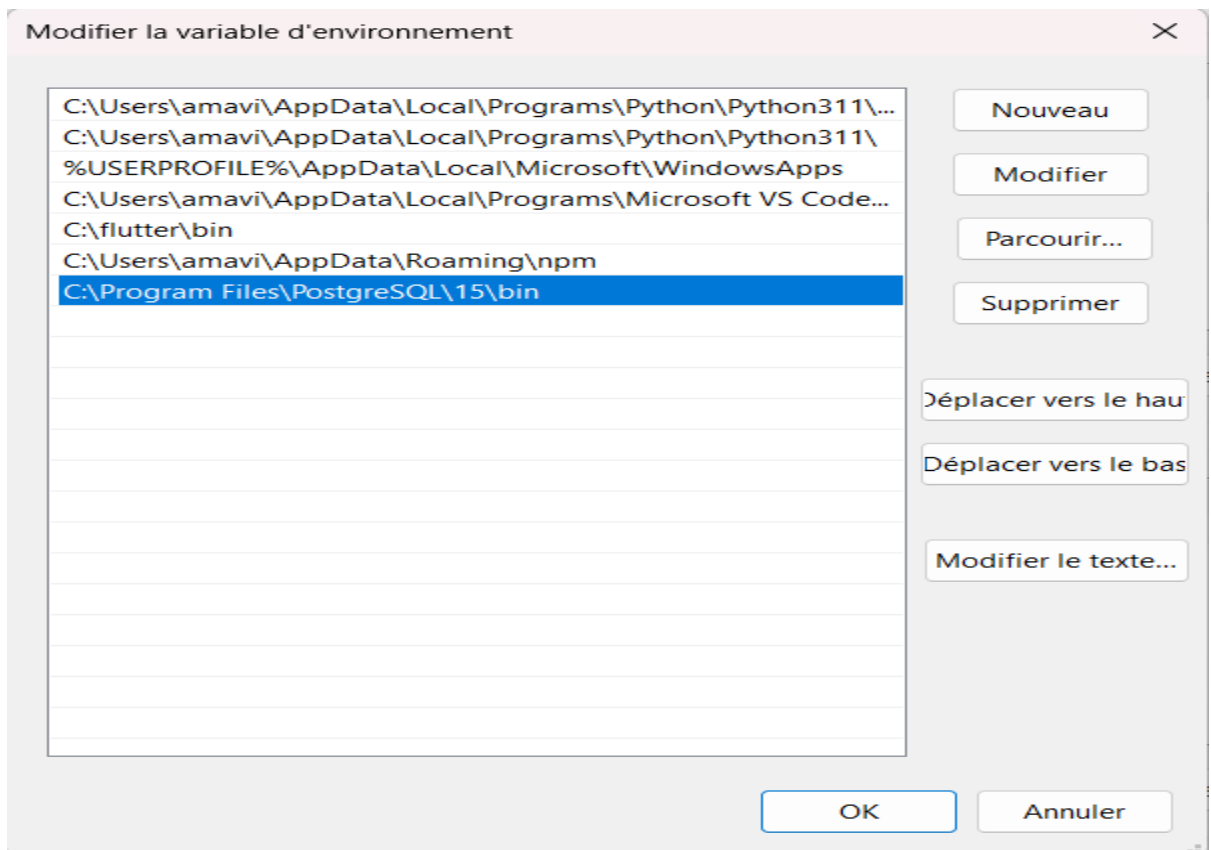 Modifier la variable d'environnement
C:\Users\amavi\AppData\Local\Programs\Python\Python311\...
C:\Users\amavi\AppData\Local\Programs\Python\Python311\
%USERPROFILE%\AppData\Local\Microsoft\WindowsApps
C:\Users\amavi\AppData\Local\Programs\Microsoft VS Code...
C:\flutter\bin
C:\Users\amavi\AppData\Roaming\npm
C:\Program Files\PostgreSQL\15\bin
Nouveau
Modifier
Parcourir...
Supprimer
Déplacer vers le hau
Déplacer vers le bas
Modifier le texte...
OK
Annuler